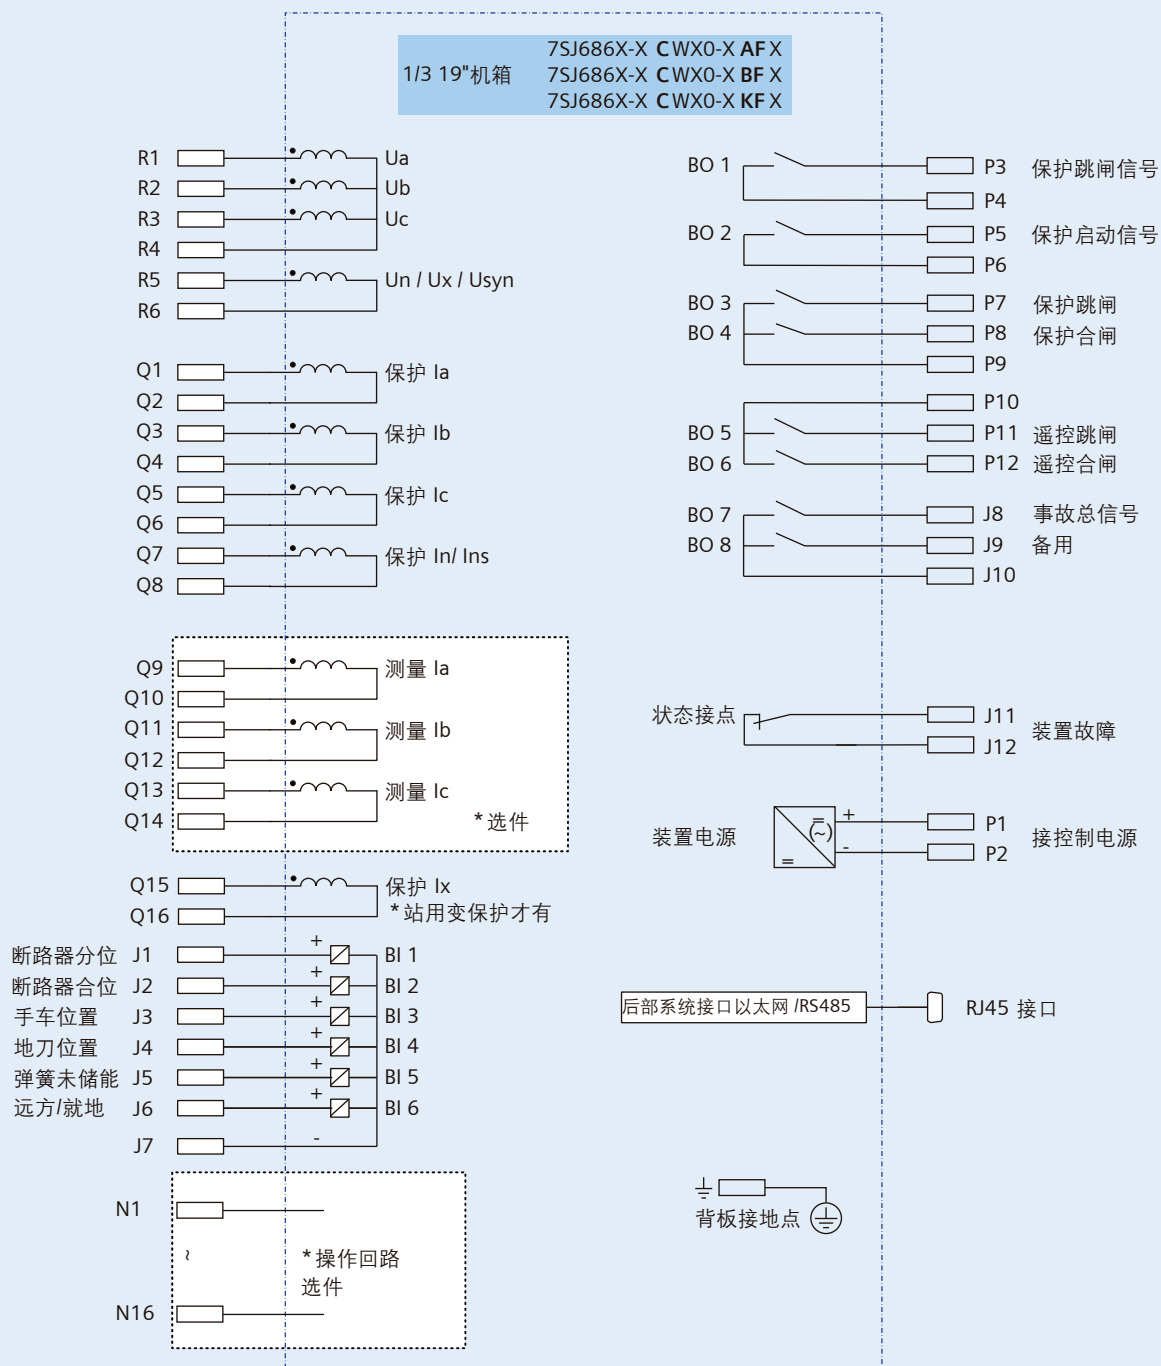 1/3 19"机箱
7SJ686X-X CWX0-X AF X
7SJ686X-X CWX0-X BF X
7SJ686X-X CWX0-X KF X
R1 Ua
R2 Ub
R3 Uc
R4
R5 Un / Ux / Usyn
R6
Q1 保护 Ia
Q2
Q3 保护 Ib
Q4
Q5 保护 Ic
Q6
Q7 保护 In/ Ins
Q8
Q9 测量 Ia
Q10
Q11 测量 Ib
Q12
Q13 测量 Ic
Q14 *选件
Q15 保护 Ix
Q16 *站用变保护才有
断路器分位 J1 + BI 1
断路器合位 J2 + BI 2
手车位置 J3 + BI 3
地刀位置 J4 + BI 4
弹簧未储能 J5 + BI 5
远方/就地 J6 + BI 6
J7 -
N1
~ *操作回路
选件
N16
BO 1 P3 保护跳闸信号
P4
BO 2 P5 保护启动信号
P6
BO 3 P7 保护跳闸
BO 4 P8 保护合闸
P9
P10
BO 5 P11 遥控跳闸
BO 6 P12 遥控合闸
BO 7 J8 事故总信号
BO 8 J9 备用
J10
状态接点 J11
J12 装置故障
装置电源 = (~) = + P1 接控制电源
- P2
后部系统接口以太网 /RS485 RJ45 接口
背板接地点